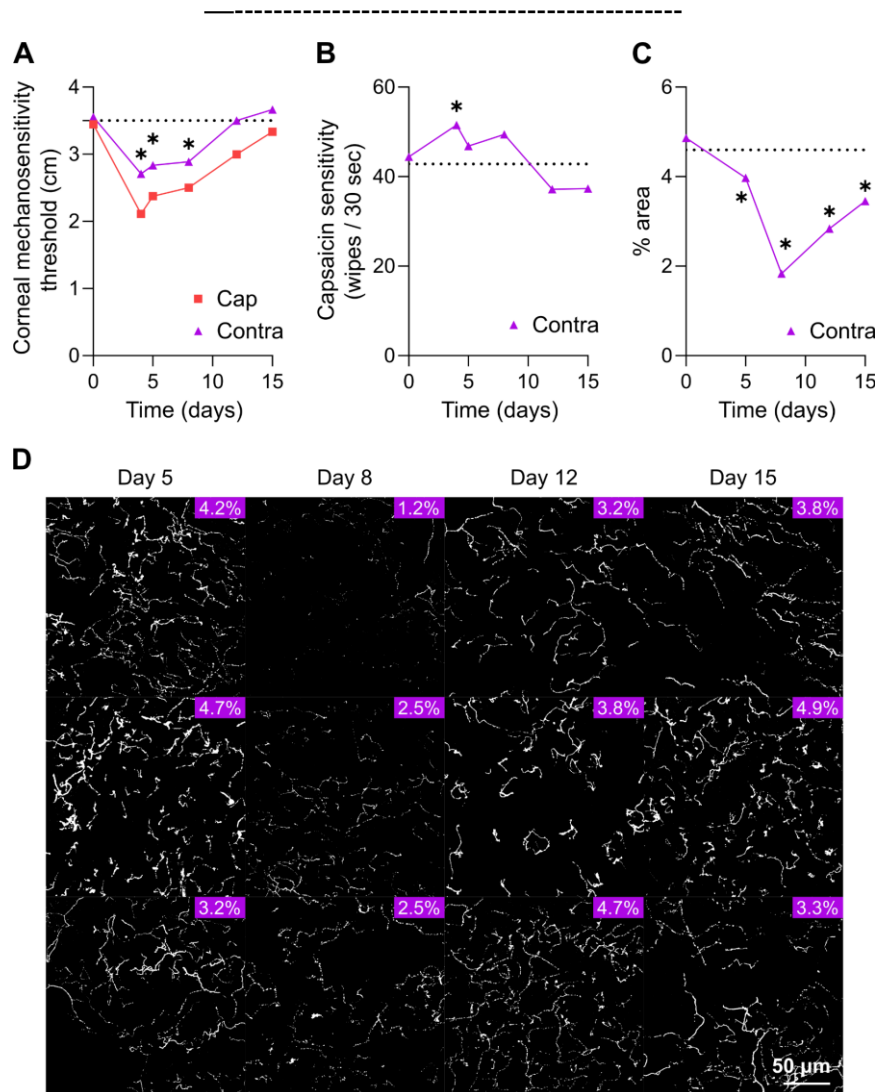 A
B
C
Corneal mechanosensitivity
threshold (cm)
4
3
2
1
0
0 5 10 15
Time (days)
Cap
Contra
* * *
Capsaicin sensitivity
(wipes / 30 sec)
60
40
20
0
0 5 10 15
Time (days)
Contra
*
% area
6
4
2
0
0 5 10 15
Time (days)
Contra
* * * *
D
Day 5 Day 8 Day 12 Day 15
4.2% 1.2% 3.2% 3.8%
4.7% 2.5% 3.8% 4.9%
3.2% 2.5% 4.7% 3.3%
50 µm